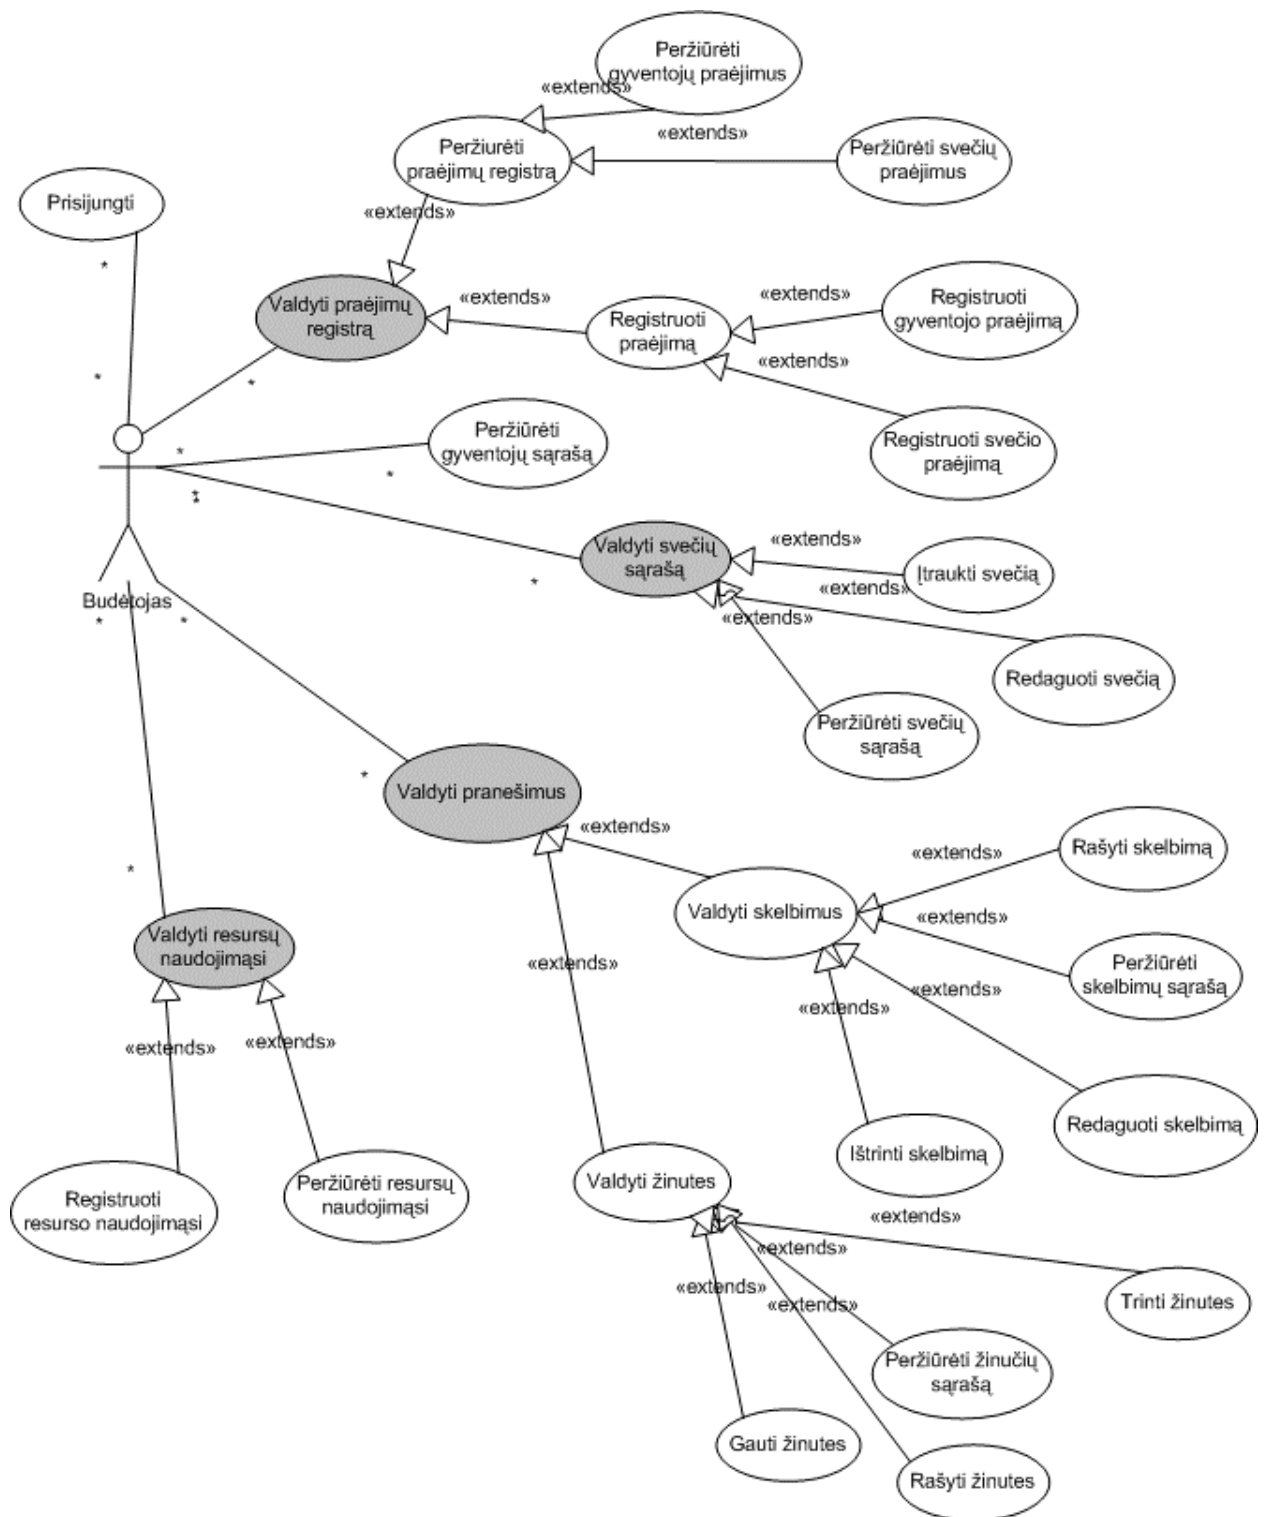 Peržiūrėti
gyventojų praėjimus
«extends»
«extends»
Peržiurėti
praėjimų registrą
Peržiūrėti svečių
praėjimus
Prisijungti
«extends»
*
Valdyti praėjimų
registrą
«extends»
Registruoti
praėjimą
«extends»
Registruoti
gyventojo praėjimą
«extends»
*
*
Peržiūrėti
gyventojų sąrašą
Registruoti svečio
praėjimą
*
*
*
*
Valdyti svečių
sąrašą
«extends»
Įtraukti svečią
*
«extends»
Budėtojas
*
*
«extends»
Redaguoti svečią
Peržiūrėti svečių
sąrašą
*
Valdyti pranešimus
«extends»
Rašyti skelbimą
«extends»
*
Valdyti skelbimus
«extends»
Valdyti resursų
naudojimąsi
«extends»
Peržiūrėti
skelbimų sąrašą
«extends»
«extends»
«extends»
«extends»
Redaguoti skelbimą
Ištrinti skelbimą
Valdyti žinutes
Registruoti
resurso naudojimąsi
Peržiūrėti resursų
naudojimąsi
«extends»
«extends»
«extends»
«extends»
Trinti žinutes
Peržiūrėti žinučių
sąrašą
Gauti žinutes
Rašyti žinutes